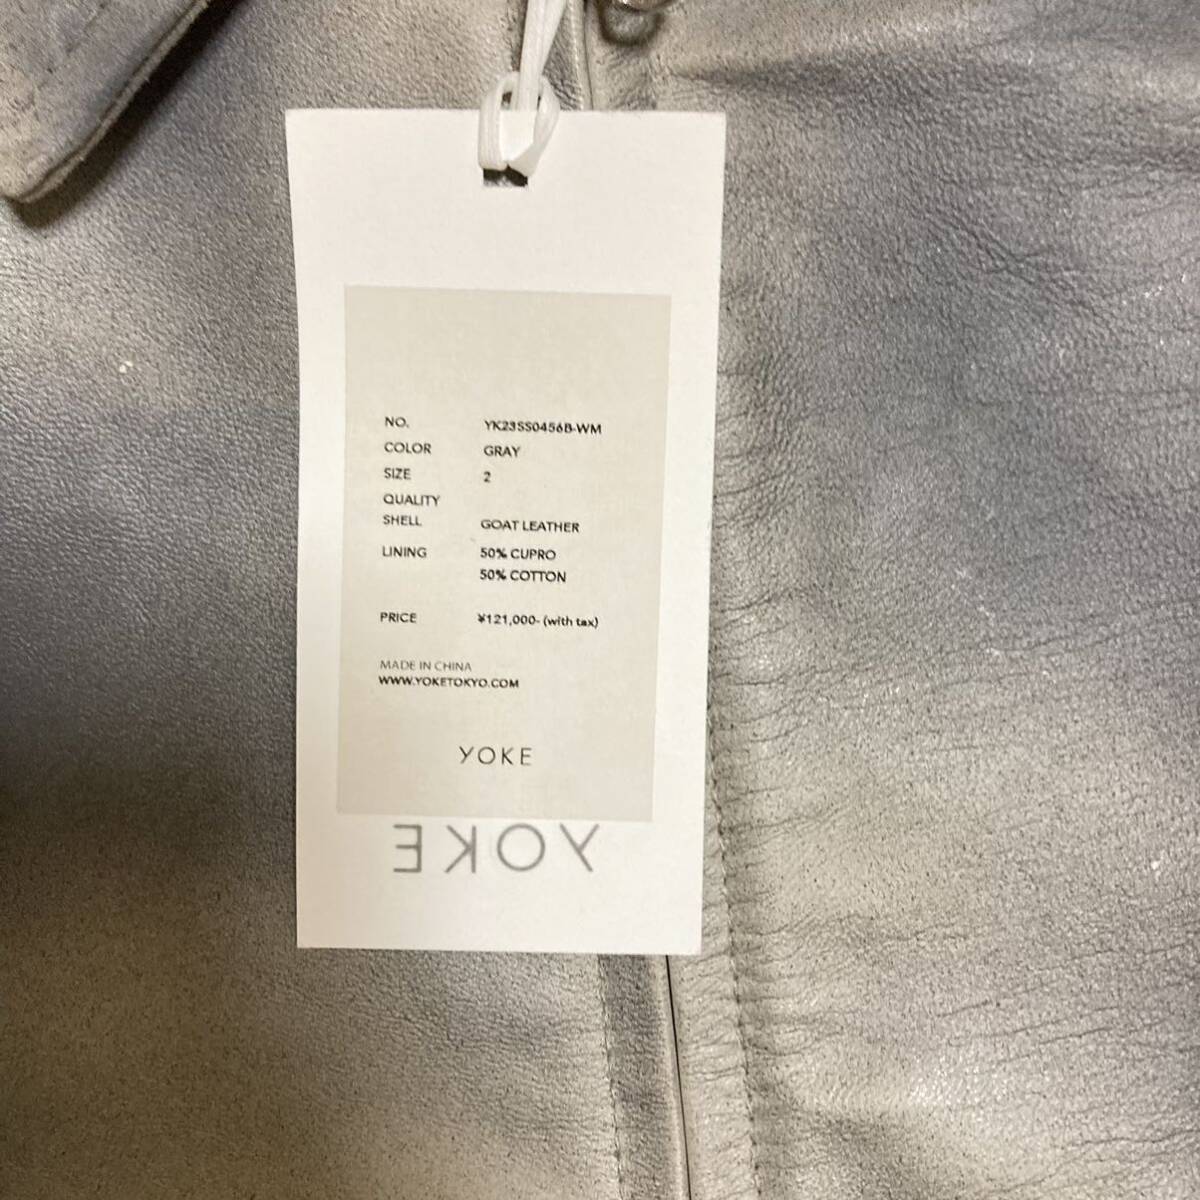 NO. YK23SS0456B-WM
COLOR GRAY
SIZE 2
QUALITY
SHELL GOAT LEATHER
LINING 50% CUPRO
50% COTTON
PRICE ¥121,000- (with tax)
MADE IN CHINA
WWW.YOKETOKYO.COM
YOKE
YOKE